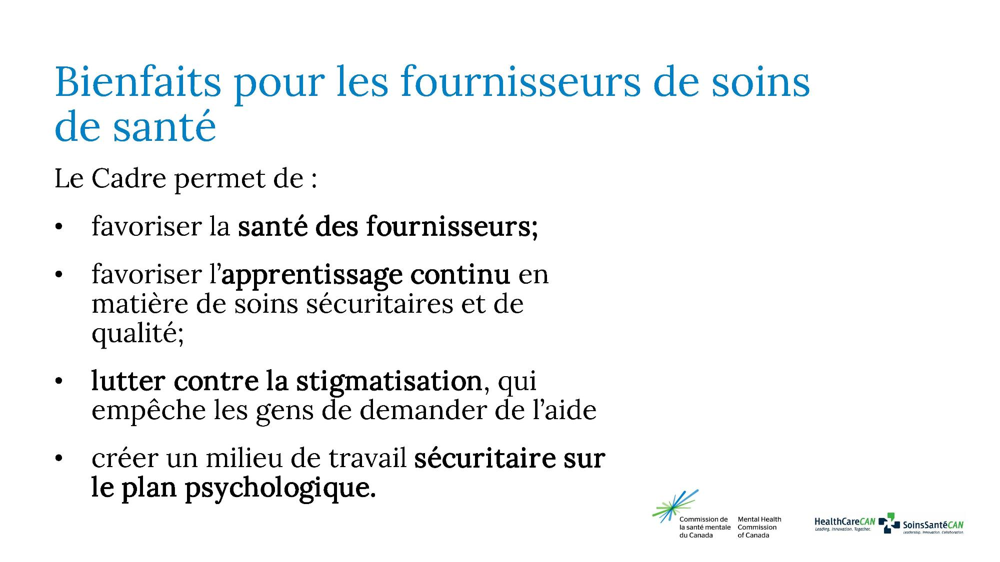 Bienfaits pour les fournisseurs de soins
de santé
Le Cadre permet de :
• favoriser la santé des fournisseurs;
• favoriser l’apprentissage continu en
matière de soins sécuritaires et de
qualité;
• lutter contre la stigmatisation, qui
empêche les gens de demander de l’aide
• créer un milieu de travail sécuritaire sur
le plan psychologique.
Commission de
la santé mentale
du Canada
Mental Health
Commission
of Canada
HealthCareCAN
Leading. Innovation. Together.
SoinsSantéCAN
Leadership. Innovation. Collaboration.